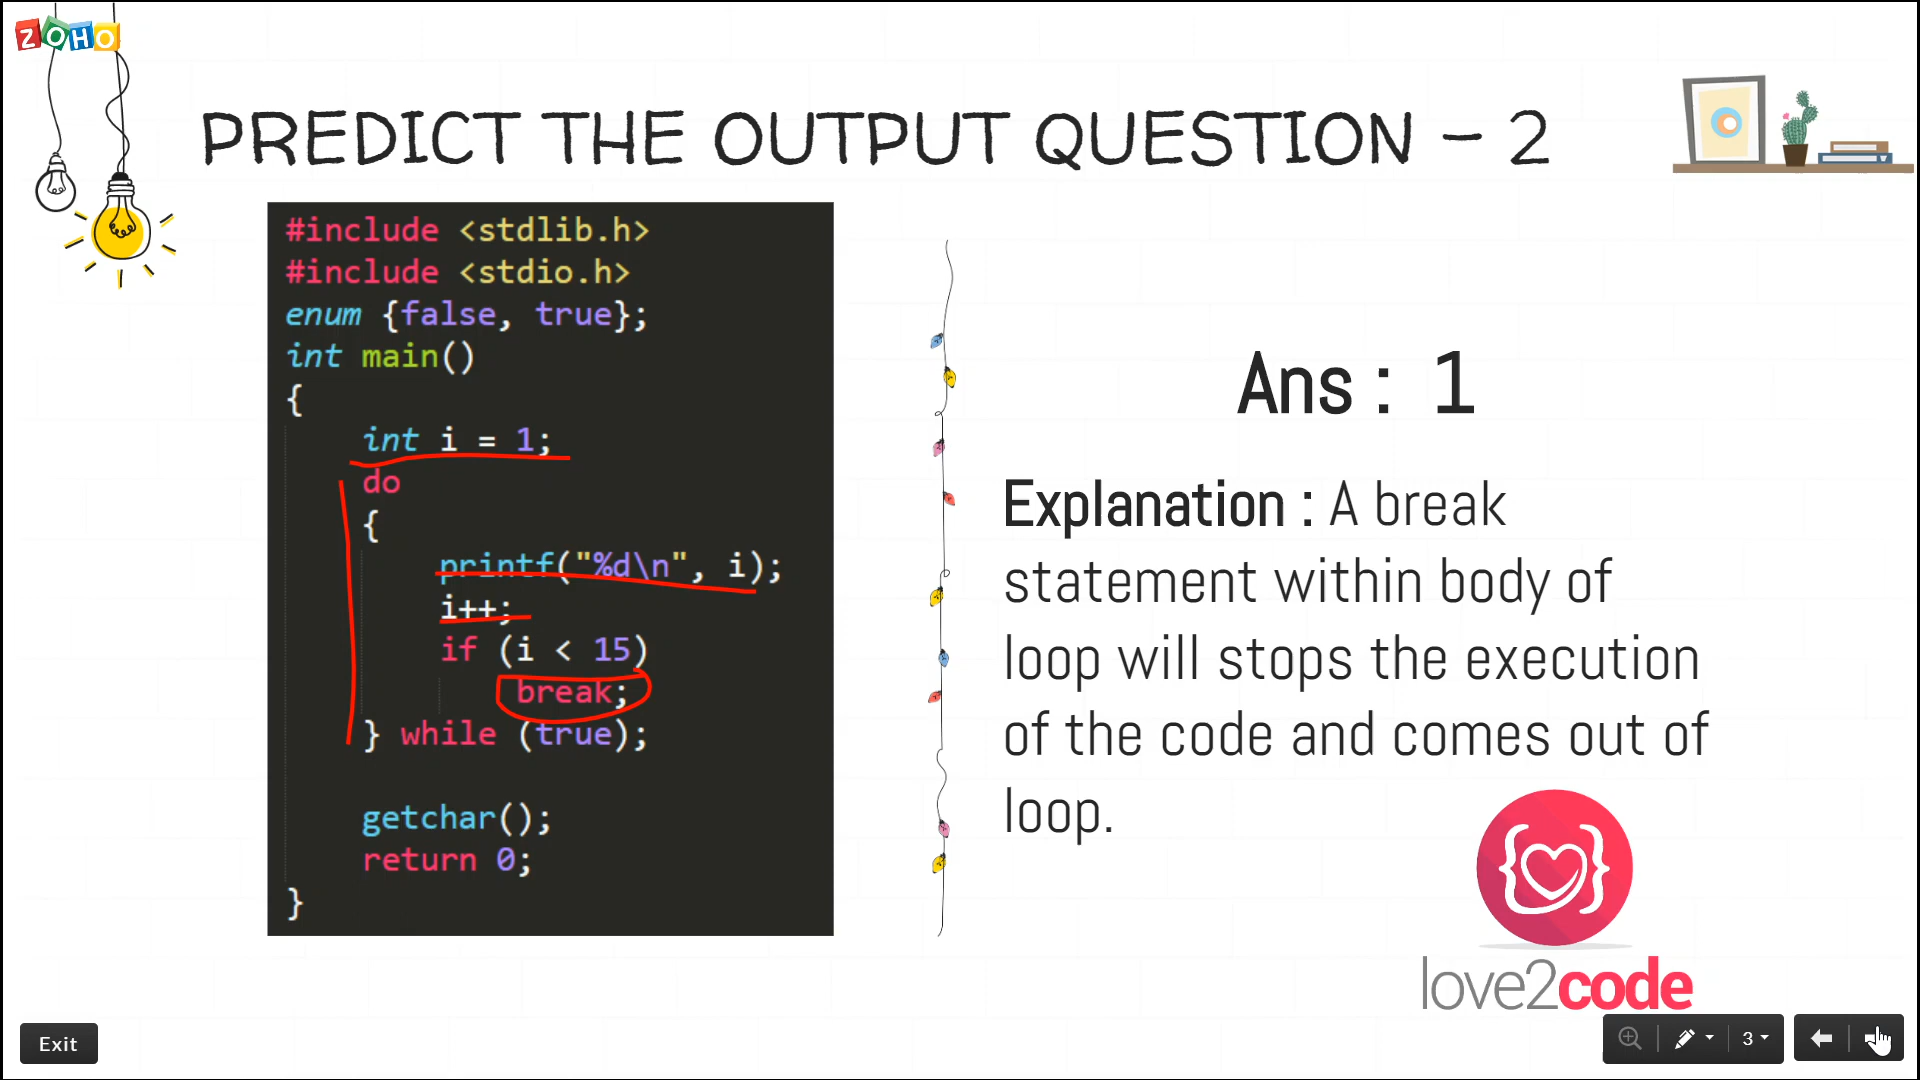 ZOHO
PREDICT THE OUTPUT QUESTION - 2
#include <stdlib.h>
#include <stdio.h>
enum {false, true};
int main()
{
int i = 1;
do
{
printf("%d\n", i);
i++;
if (i < 15)
break;
} while (true);
getchar();
return 0;
}
Ans : 1
Explanation : A break
statement within body of
loop will stops the execution
of the code and comes out of
loop.
love2code
Exit
3